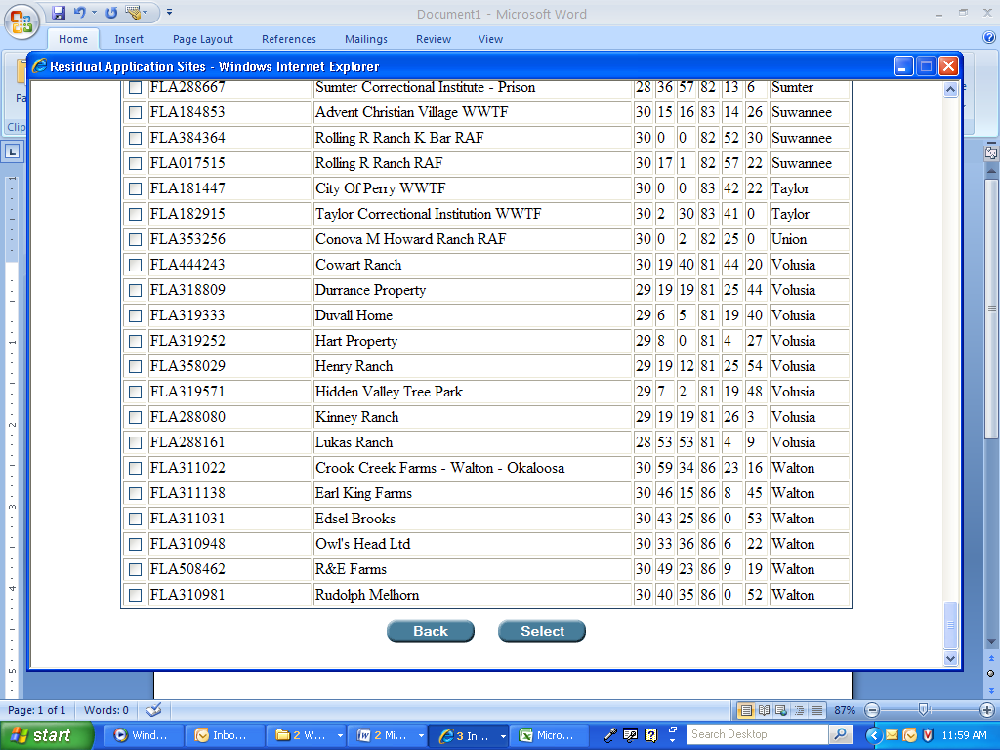 Document1 - Microsoft Word
Home Insert Page Layout References Mailings Review View
Residual Application Sites - Windows Internet Explorer
FLA288667 Sumter Correctional Institute - Prison 28 36 57 82 13 6 Sumter
FLA184853 Advent Christian Village WWTF 30 15 16 83 14 26 Suwannee
FLA384364 Rolling R Ranch K Bar RAF 30 0 0 82 52 30 Suwannee
FLA017515 Rolling R Ranch RAF 30 17 1 82 57 22 Suwannee
FLA181447 City Of Perry WWTF 30 0 0 83 42 22 Taylor
FLA182915 Taylor Correctional Institution WWTF 30 2 30 83 41 0 Taylor
FLA353256 Conova M Howard Ranch RAF 30 0 2 82 25 0 Union
FLA444243 Cowart Ranch 30 19 40 81 44 20 Volusia
FLA318809 Durrance Property 29 19 19 81 25 44 Volusia
FLA319333 Duvall Home 29 6 5 81 19 40 Volusia
FLA319252 Hart Property 29 8 0 81 4 27 Volusia
FLA358029 Henry Ranch 29 19 12 81 25 54 Volusia
FLA319571 Hidden Valley Tree Park 29 7 2 81 19 48 Volusia
FLA288080 Kinney Ranch 29 19 19 81 26 3 Volusia
FLA288161 Lukas Ranch 28 53 53 81 4 9 Volusia
FLA311022 Crook Creek Farms - Walton - Okaloosa 30 59 34 86 23 16 Walton
FLA311138 Earl King Farms 30 46 15 86 8 45 Walton
FLA311031 Edsel Brooks 30 43 25 86 0 53 Walton
FLA310948 Owl's Head Ltd 30 33 36 86 6 22 Walton
FLA508462 R&E Farms 30 49 23 86 9 19 Walton
FLA310981 Rudolph Melhorn 30 40 35 86 0 52 Walton
Back Select
Page: 1 of 1 Words: 0 87%
start Wind... Inbo... 2 W... 2 Mi... 3 In... Micro... Search Desktop 11:59 AM